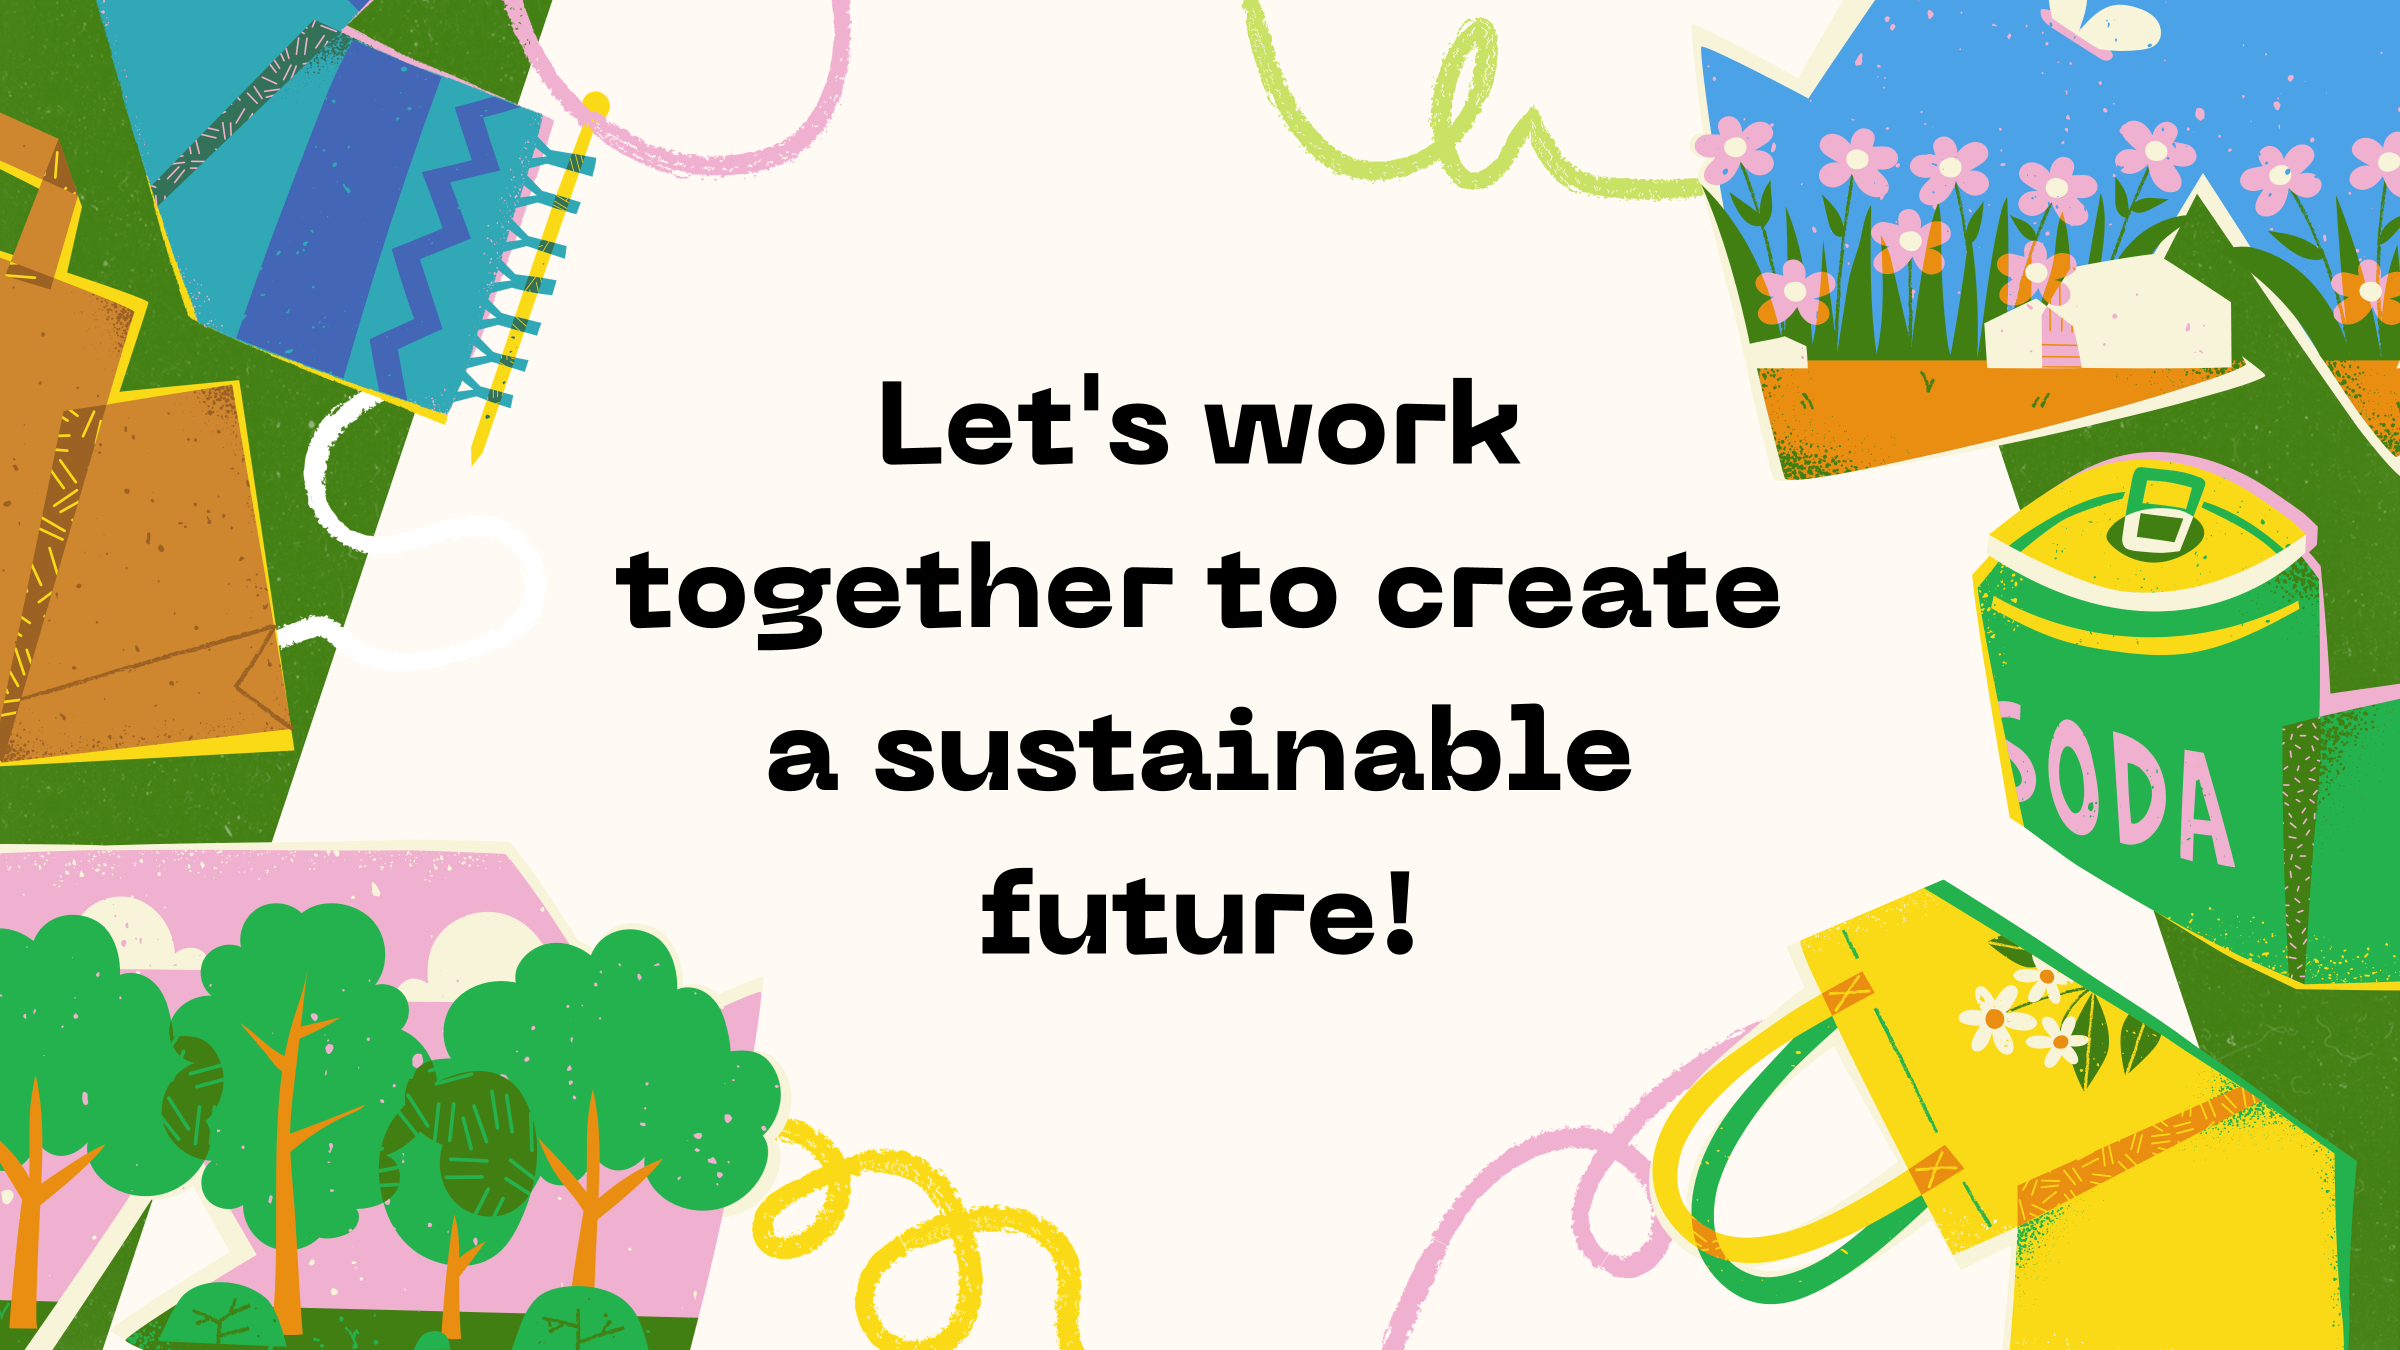 Let's work
together to create
a sustainable
future!
SODA